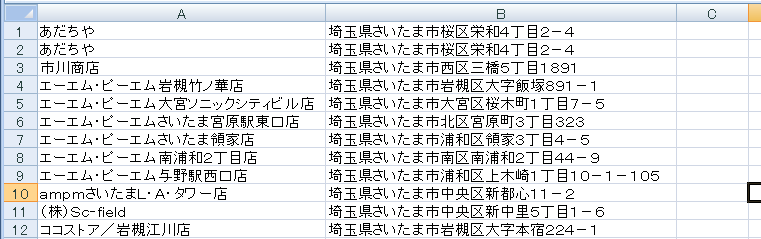 A B C
1 あだちや 埼玉県さいたま市桜区栄和4丁目2－4
2 あだちや 埼玉県さいたま市桜区栄和4丁目2－4
3 市川商店 埼玉県さいたま市西区三橋5丁目1891
4 エーエム・ピーエム岩槻竹ノ華店 埼玉県さいたま市岩槻区大字飯塚891－1
5 エーエム・ピーエム大宮ソニックシティビル店 埼玉県さいたま市大宮区桜木町1丁目7－5
6 エーエム・ピーエムさいたま宮原駅東口店 埼玉県さいたま市北区宮原町3丁目323
7 エーエム・ピーエムさいたま領家店 埼玉県さいたま市浦和区領家3丁目4－5
8 エーエム・ピーエム南浦和2丁目店 埼玉県さいたま市南区南浦和2丁目44－9
9 エーエム・ピーエム与野駅西口店 埼玉県さいたま市浦和区上木崎1丁目10－1－105
10 ampmさいたまL・A・タワー店 埼玉県さいたま市中央区新都心11－2
11 （株）Sc-field 埼玉県さいたま市中央区新中里5丁目1－6
12 ココストア／岩槻江川店 埼玉県さいたま市岩槻区大字本宿224－1